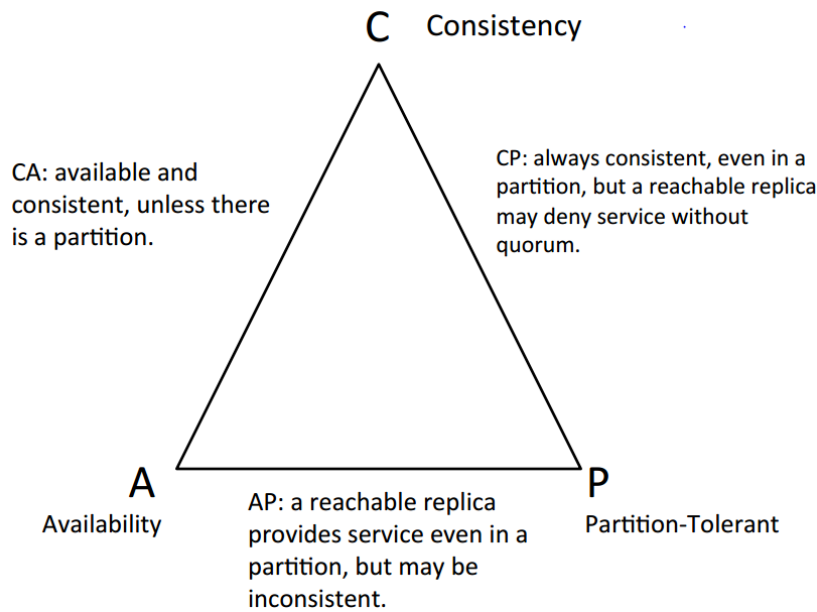 C Consistency
CA: available and
consistent, unless there
is a partition.
CP: always consistent, even in a
partition, but a reachable replica
may deny service without
quorum.
A
Availability
AP: a reachable replica
provides service even in a
partition, but may be
inconsistent.
P
Partition-Tolerant